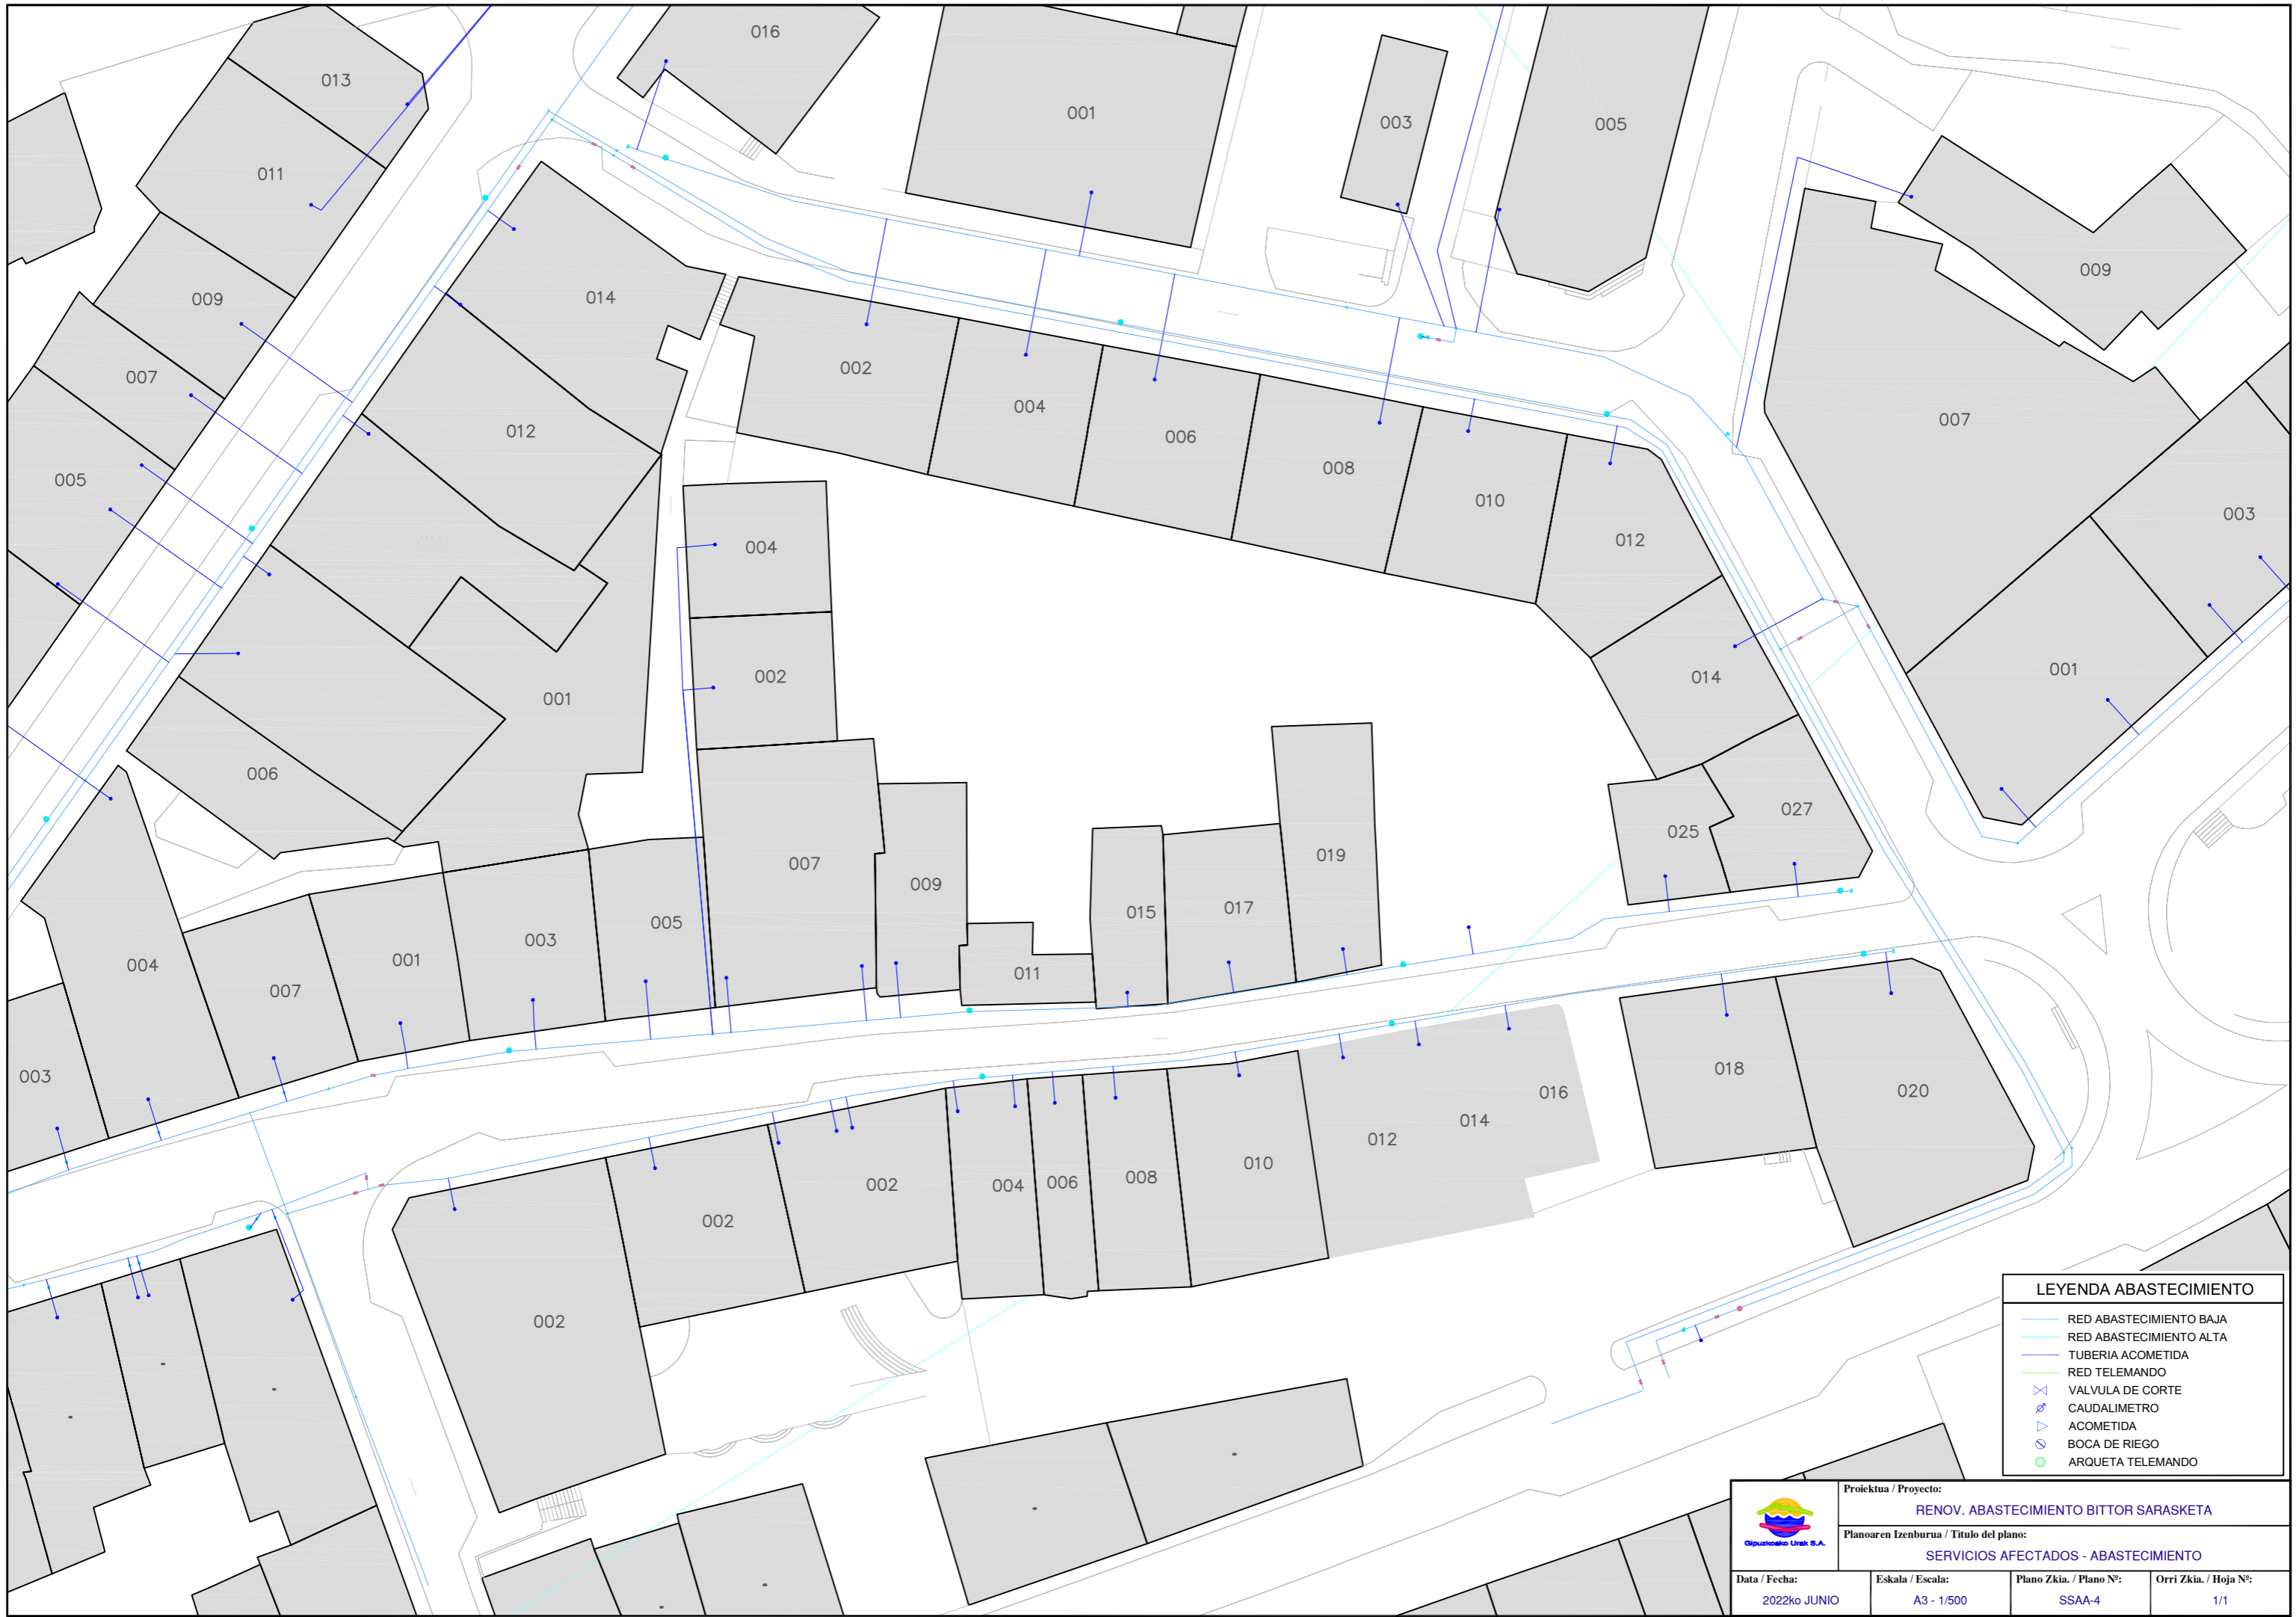 016
013
001
003
005
011
009
014
009
007
002
004
006
008
010
012
005
007
012
003
004
002
001
014
001
006
027
025
007
019
009
015
017
005
003
001
004
007
011
003
018
020
016
014
012
010
008
006
004
002
002
002
LEYENDA ABASTECIMIENTO
RED ABASTECIMIENTO BAJA
RED ABASTECIMIENTO ALTA
TUBERIA ACOMETIDA
RED TELEMANDO
VALVULA DE CORTE
CAUDALIMETRO
ACOMETIDA
BOCA DE RIEGO
ARQUETA TELEMANDO
Gipuzkoako Urak S.A.
Proiektua / Proyecto:
RENOV. ABASTECIMIENTO BITTOR SARASKETA
Planoaren Izenburua / Titulo del plano:
SERVICIOS AFECTADOS - ABASTECIMIENTO
Data / Fecha:
2022ko JUNIO
Eskala / Escala:
A3 - 1/500
Plano Zkia. / Plano Nº:
SSAA-4
Orri Zkia. / Hoja Nº:
1/1